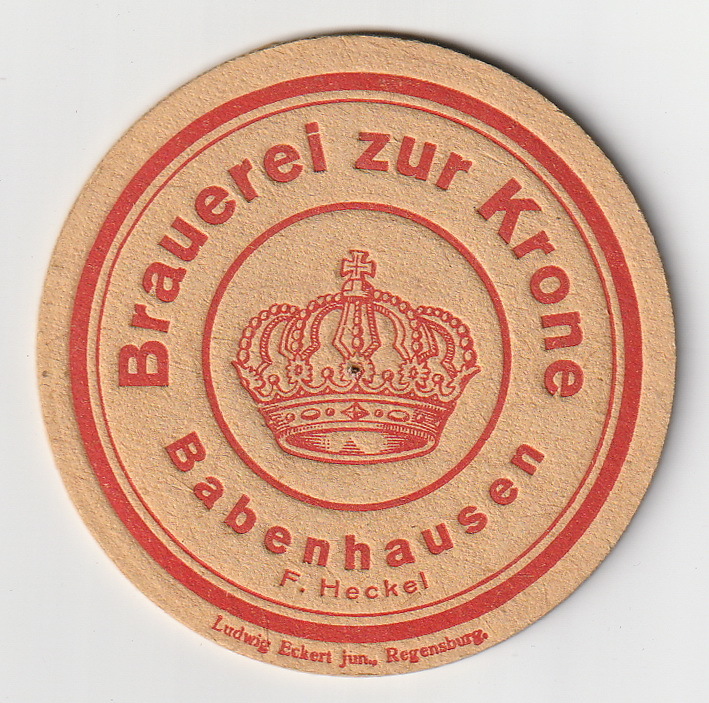 Brauerei zur Krone
Babenhausen
F. Heckel
Ludwig Eckert jun., Regensburg.